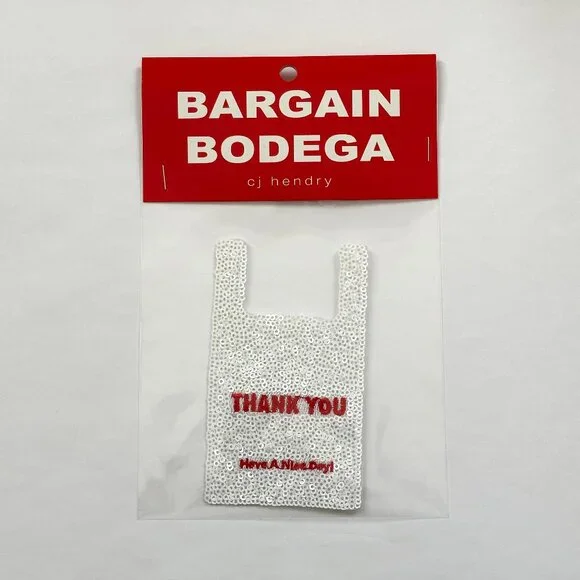 BARGAIN
BODEGA
cj hendry
THANK YOU
Have.A.Nice.Day!